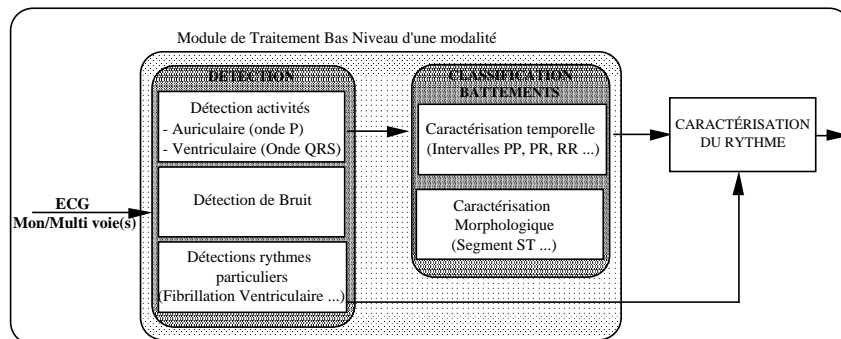 Module de Traitement Bas Niveau d'une modalité
DÉTECTION
Détection activités
- Auriculaire (onde P)
- Ventriculaire (Onde QRS)
Détection de Bruit
Détections rythmes
particuliers
(Fibrillation Ventriculaire ...)
ECG
Mon/Multi voie(s)
CLASSIFICATION
BATTEMENTS
Caractérisation temporelle
(Intervalles PP, PR, RR ...)
Caractérisation
Morphologique
(Segment ST ...)
CARACTÉRISATION
DU RYTHME